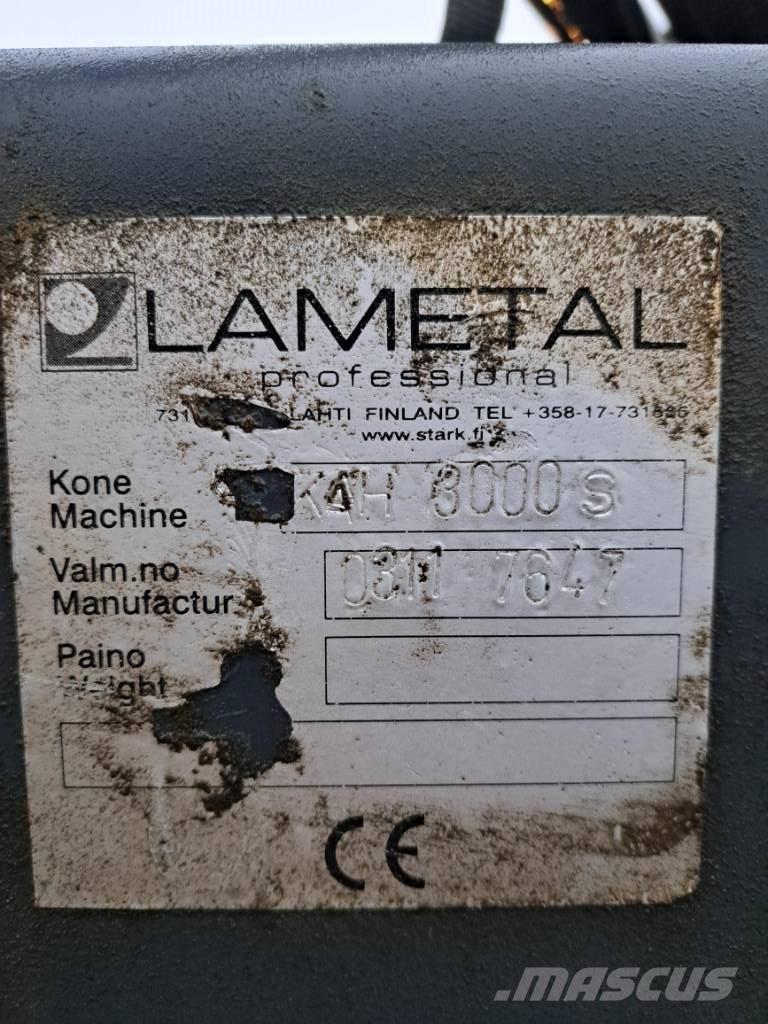 LAMETAL
professional
LAHTI FINLAND TEL +358-17-731
www.stark.fi
Kone
Machine
KAH 3000 S
Valm.no
Manufactur
0311 7647
Paino
Weight
CE
MASCUS